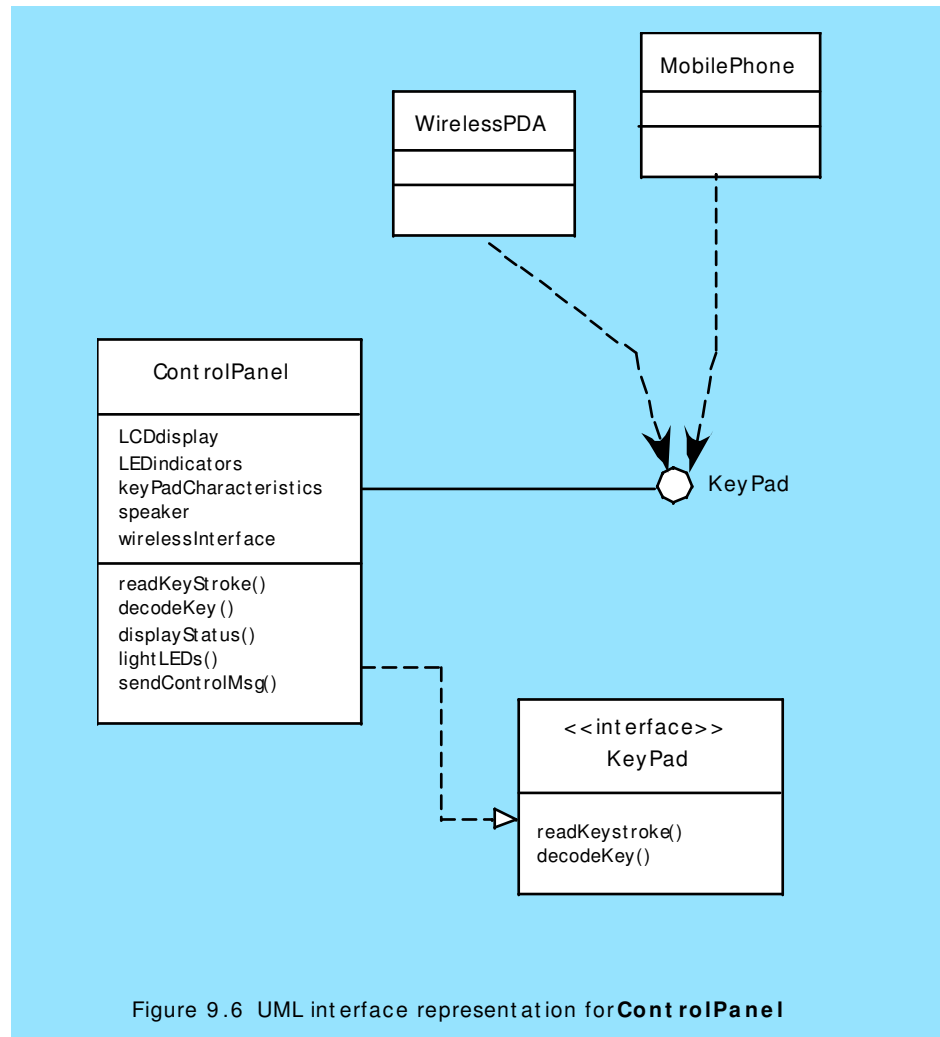 MobilePhone
WirelessPDA
ControlPanel
LCDdisplay
LEDindicators
keyPadCharacteristics
speaker
wirelessInterface
readKeyStroke()
decodeKey()
displayStatus()
lightLEDs()
sendControlMsg()
KeyPad
<<interface>>
KeyPad
readKeystroke()
decodeKey()
Figure 9.6 UML interface representation for ControlPanel